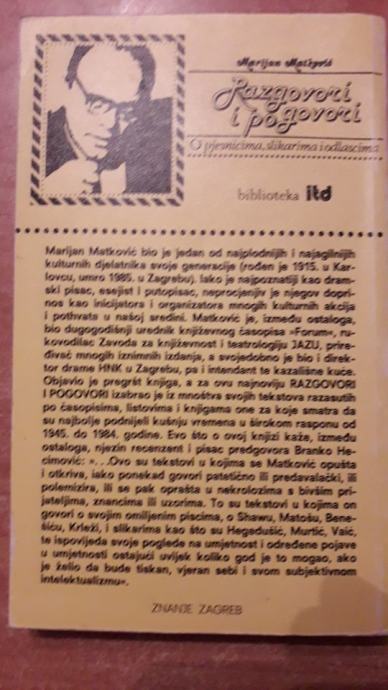 Marijan Matković
Razgovori
i pogovori
O pjesnicima, slikarima i odlascima
biblioteka itd
Marijan Matković bio je jedan od najplodnijih i najagilnijih
kulturnih djelatnika svoje generacije (rođen je 1915. u Kar-
lovcu, umro 1985. u Zagrebu). Iako je najpoznatiji kao dram-
ski pisac, esejist i putopisac, neprocjenjiv je njegov dopri-
nos kao inicijatora i organizatora mnogih kulturnih akcija
i pothvata u našoj sredini. Matković je, između ostaloga,
bio dugogodišnji urednik književnog časopisa »Forum«, ru-
kovodilac Zavoda za književnost i teatrologiju JAZU, prire-
đivač mnogih iznimnih izdanja, a svojedobno je bio i direk-
tor drame HNK u Zagrebu, pa i intendant te kazališne kuće.
Objavio je pregršt knjiga, a za ovu najnoviju RAZGOVORI
I POGOVORI izabrao je iz mnoštva svojih tekstova razasutih
po časopisima, listovima i knjigama one za koje smatra da
su najbolje podnijeli kušnju vremena u širokom rasponu od
1945. do 1984. godine. Evo što o ovoj knjizi kaže, između
ostaloga, njezin recenzent i pisac predgovora Branko He-
ćimović: ». . .Ovo su tekstovi u kojima se Matković opušta
i otkriva, iako ponekad govori patetično ili predavalački, ili
polemizira, ili se pak oprašta u nekrolozima s bivšim pri-
jateljima, znancima ili uzorima. To su tekstovi u kojima on
govori o svojim omiljenim piscima, o Shawu, Matošu, Bene-
šiću, Krleži, i slikarima kao što su Hegedušić, Murtić, Vaić,
te ispovijeda svoje poglede na umjetnost i određene pojave
u umjetnosti ostajući uvijek koliko god je to mogao, ako
je želio da bude tiskan, vjeran sebi i svom subjektivnom
intelektualizmu«.
ZNANJE ZAGREB